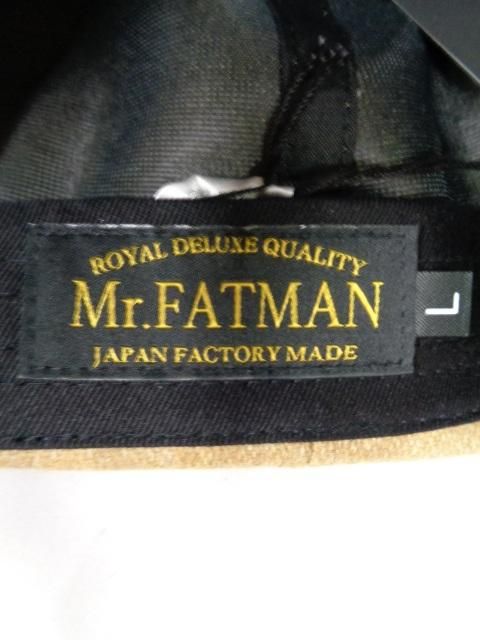 ROYAL DELUXE QUALITY
Mr.FATMAN
JAPAN FACTORY MADE
L